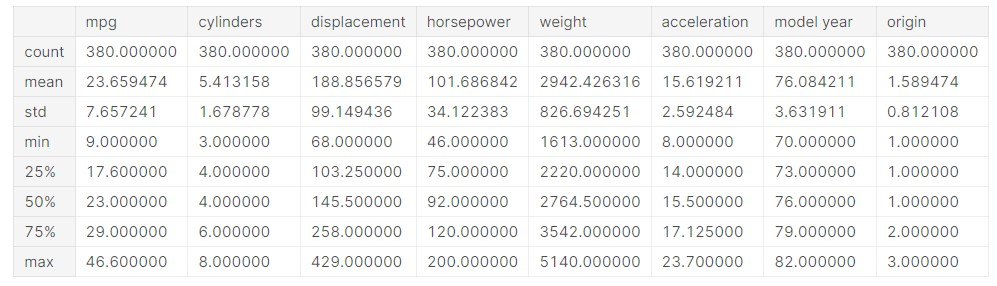 mpg cylinders displacement horsepower weight acceleration model year origin
count 380.000000 380.000000 380.000000 380.000000 380.000000 380.000000 380.000000 380.000000
mean 23.659474 5.413158 188.856579 101.686842 2942.426316 15.619211 76.084211 1.589474
std 7.657241 1.678778 99.149436 34.122383 826.694251 2.592484 3.631911 0.812108
min 9.000000 3.000000 68.000000 46.000000 1613.000000 8.000000 70.000000 1.000000
25% 17.600000 4.000000 103.250000 75.000000 2220.000000 14.000000 73.000000 1.000000
50% 23.000000 4.000000 145.500000 92.000000 2764.500000 15.500000 76.000000 1.000000
75% 29.000000 6.000000 258.000000 120.000000 3542.000000 17.125000 79.000000 2.000000
max 46.600000 8.000000 429.000000 200.000000 5140.000000 23.700000 82.000000 3.000000